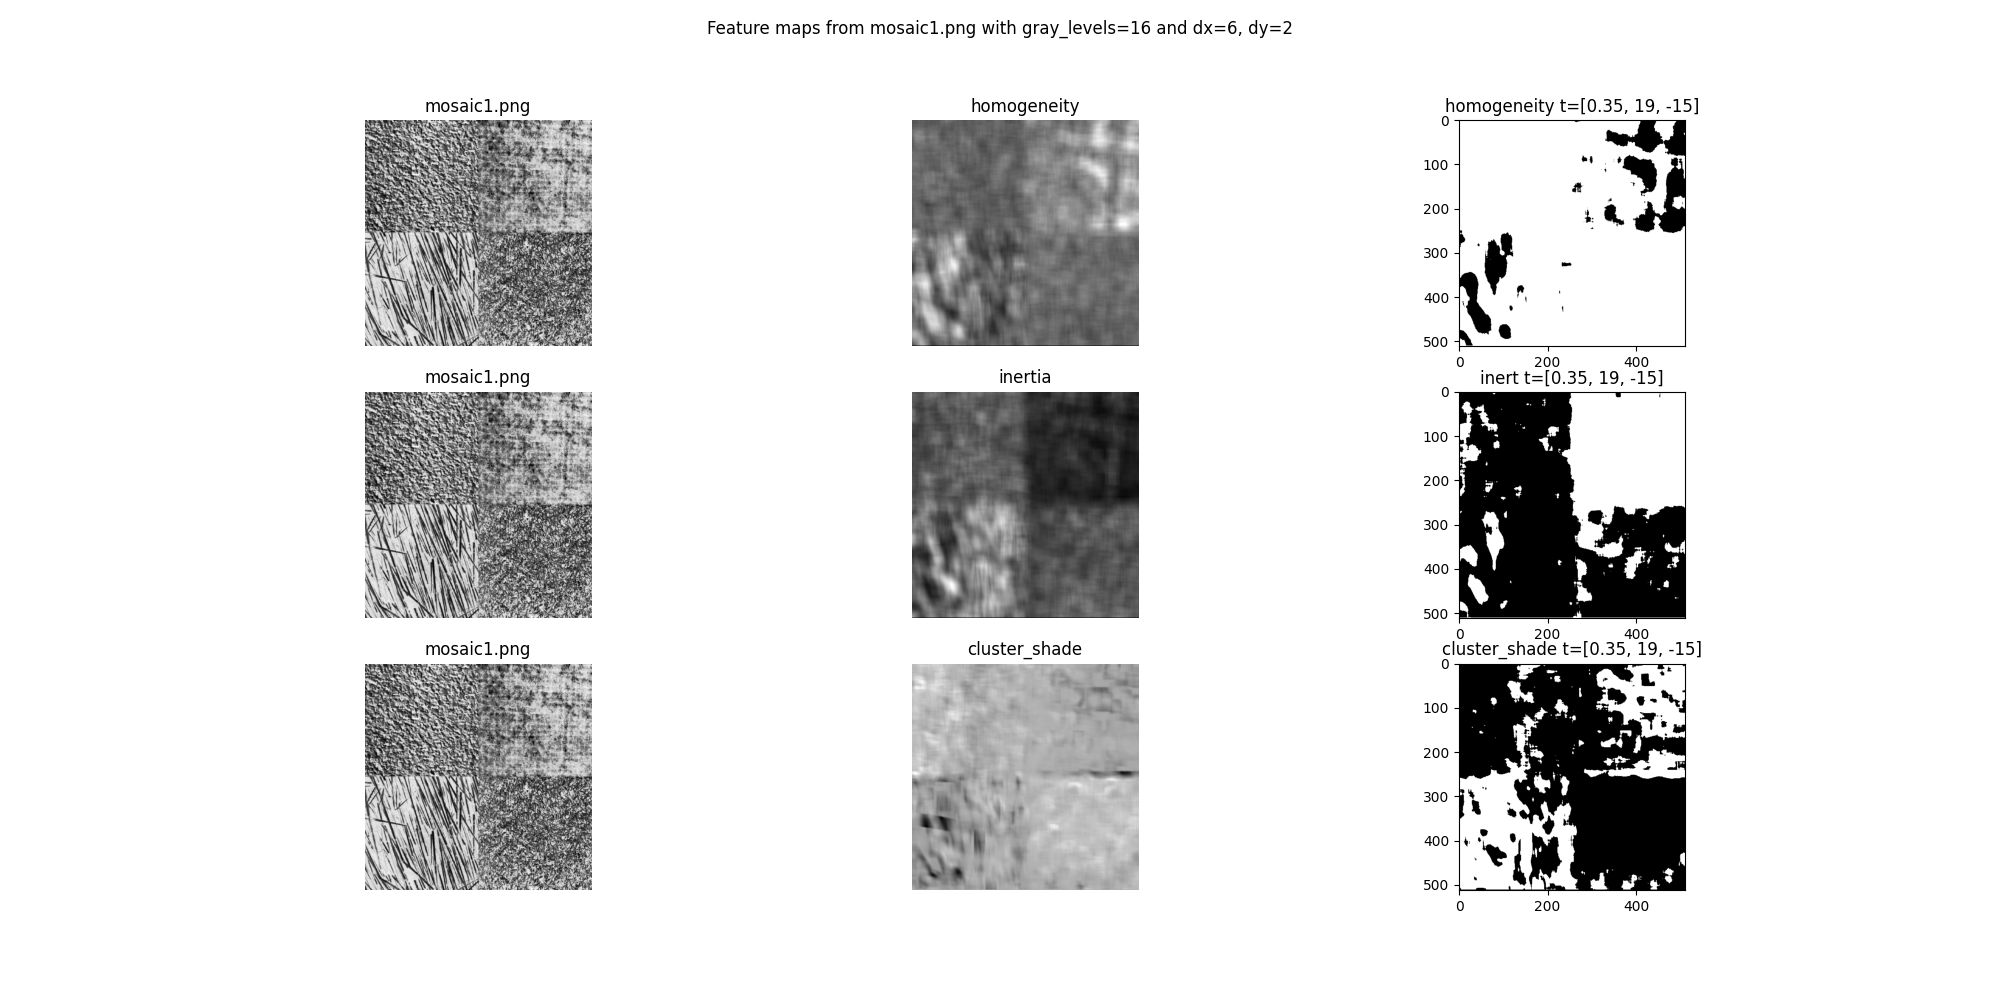 Feature maps from mosaic1.png with gray_levels=16 and dx=6, dy=2
mosaic1.png
homogeneity
homogeneity t=[0.35, 19, -15]
0
100
200
300
400
500
0
200
400
mosaic1.png
inertia
inert t=[0.35, 19, -15]
0
100
200
300
400
500
0
200
400
mosaic1.png
cluster_shade
cluster_shade t=[0.35, 19, -15]
0
100
200
300
400
500
0
200
400